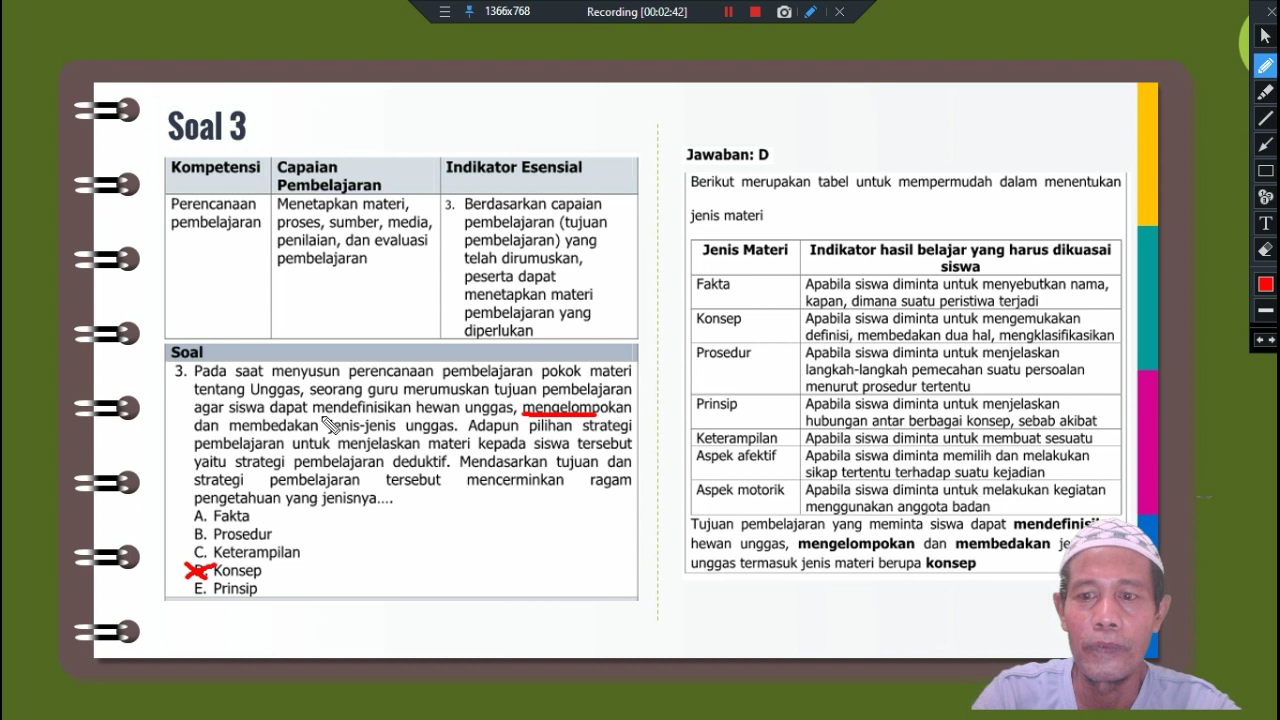 1366x768
Recording [00:02:42]
Soal 3
Kompetensi
Capaian
Pembelajaran
Indikator Esensial
Perencanaan
pembelajaran
Menetapkan materi,
proses, sumber, media,
penilaian, dan evaluasi
pembelajaran
3. Berdasarkan capaian
pembelajaran (tujuan
pembelajaran) yang
telah dirumuskan,
peserta dapat
menetapkan materi
pembelajaran yang
diperlukan
Soal
3. Pada saat menyusun perencanaan pembelajaran pokok materi
tentang Unggas, seorang guru merumuskan tujuan pembelajaran
agar siswa dapat mendefinisikan hewan unggas, mengelompokan
dan membedakan jenis-jenis unggas. Adapun pilihan strategi
pembelajaran untuk menjelaskan materi kepada siswa tersebut
yaitu strategi pembelajaran deduktif. Mendasarkan tujuan dan
strategi pembelajaran tersebut mencerminkan ragam
pengetahuan yang jenisnya....
A. Fakta
B. Prosedur
C. Keterampilan
D. Konsep
E. Prinsip
Jawaban: D
Berikut merupakan tabel untuk mempermudah dalam menentukan
jenis materi
Jenis Materi
Indikator hasil belajar yang harus dikuasai
siswa
Fakta
Apabila siswa diminta untuk menyebutkan nama,
kapan, dimana suatu peristiwa terjadi
Konsep
Apabila siswa diminta untuk mengemukakan
definisi, membedakan dua hal, mengklasifikasikan
Prosedur
Apabila siswa diminta untuk menjelaskan
langkah-langkah pemecahan suatu persoalan
menurut prosedur tertentu
Prinsip
Apabila siswa diminta untuk menjelaskan
hubungan antar berbagai konsep, sebab akibat
Keterampilan
Apabila siswa diminta untuk membuat sesuatu
Aspek afektif
Apabila siswa diminta memilih dan melakukan
sikap tertentu terhadap suatu kejadian
Aspek motorik
Apabila siswa diminta untuk melakukan kegiatan
menggunakan anggota badan
Tujuan pembelajaran yang meminta siswa dapat
hewan unggas, mengelompokan dan membedakan
unggas termasuk jenis materi berupa konsep